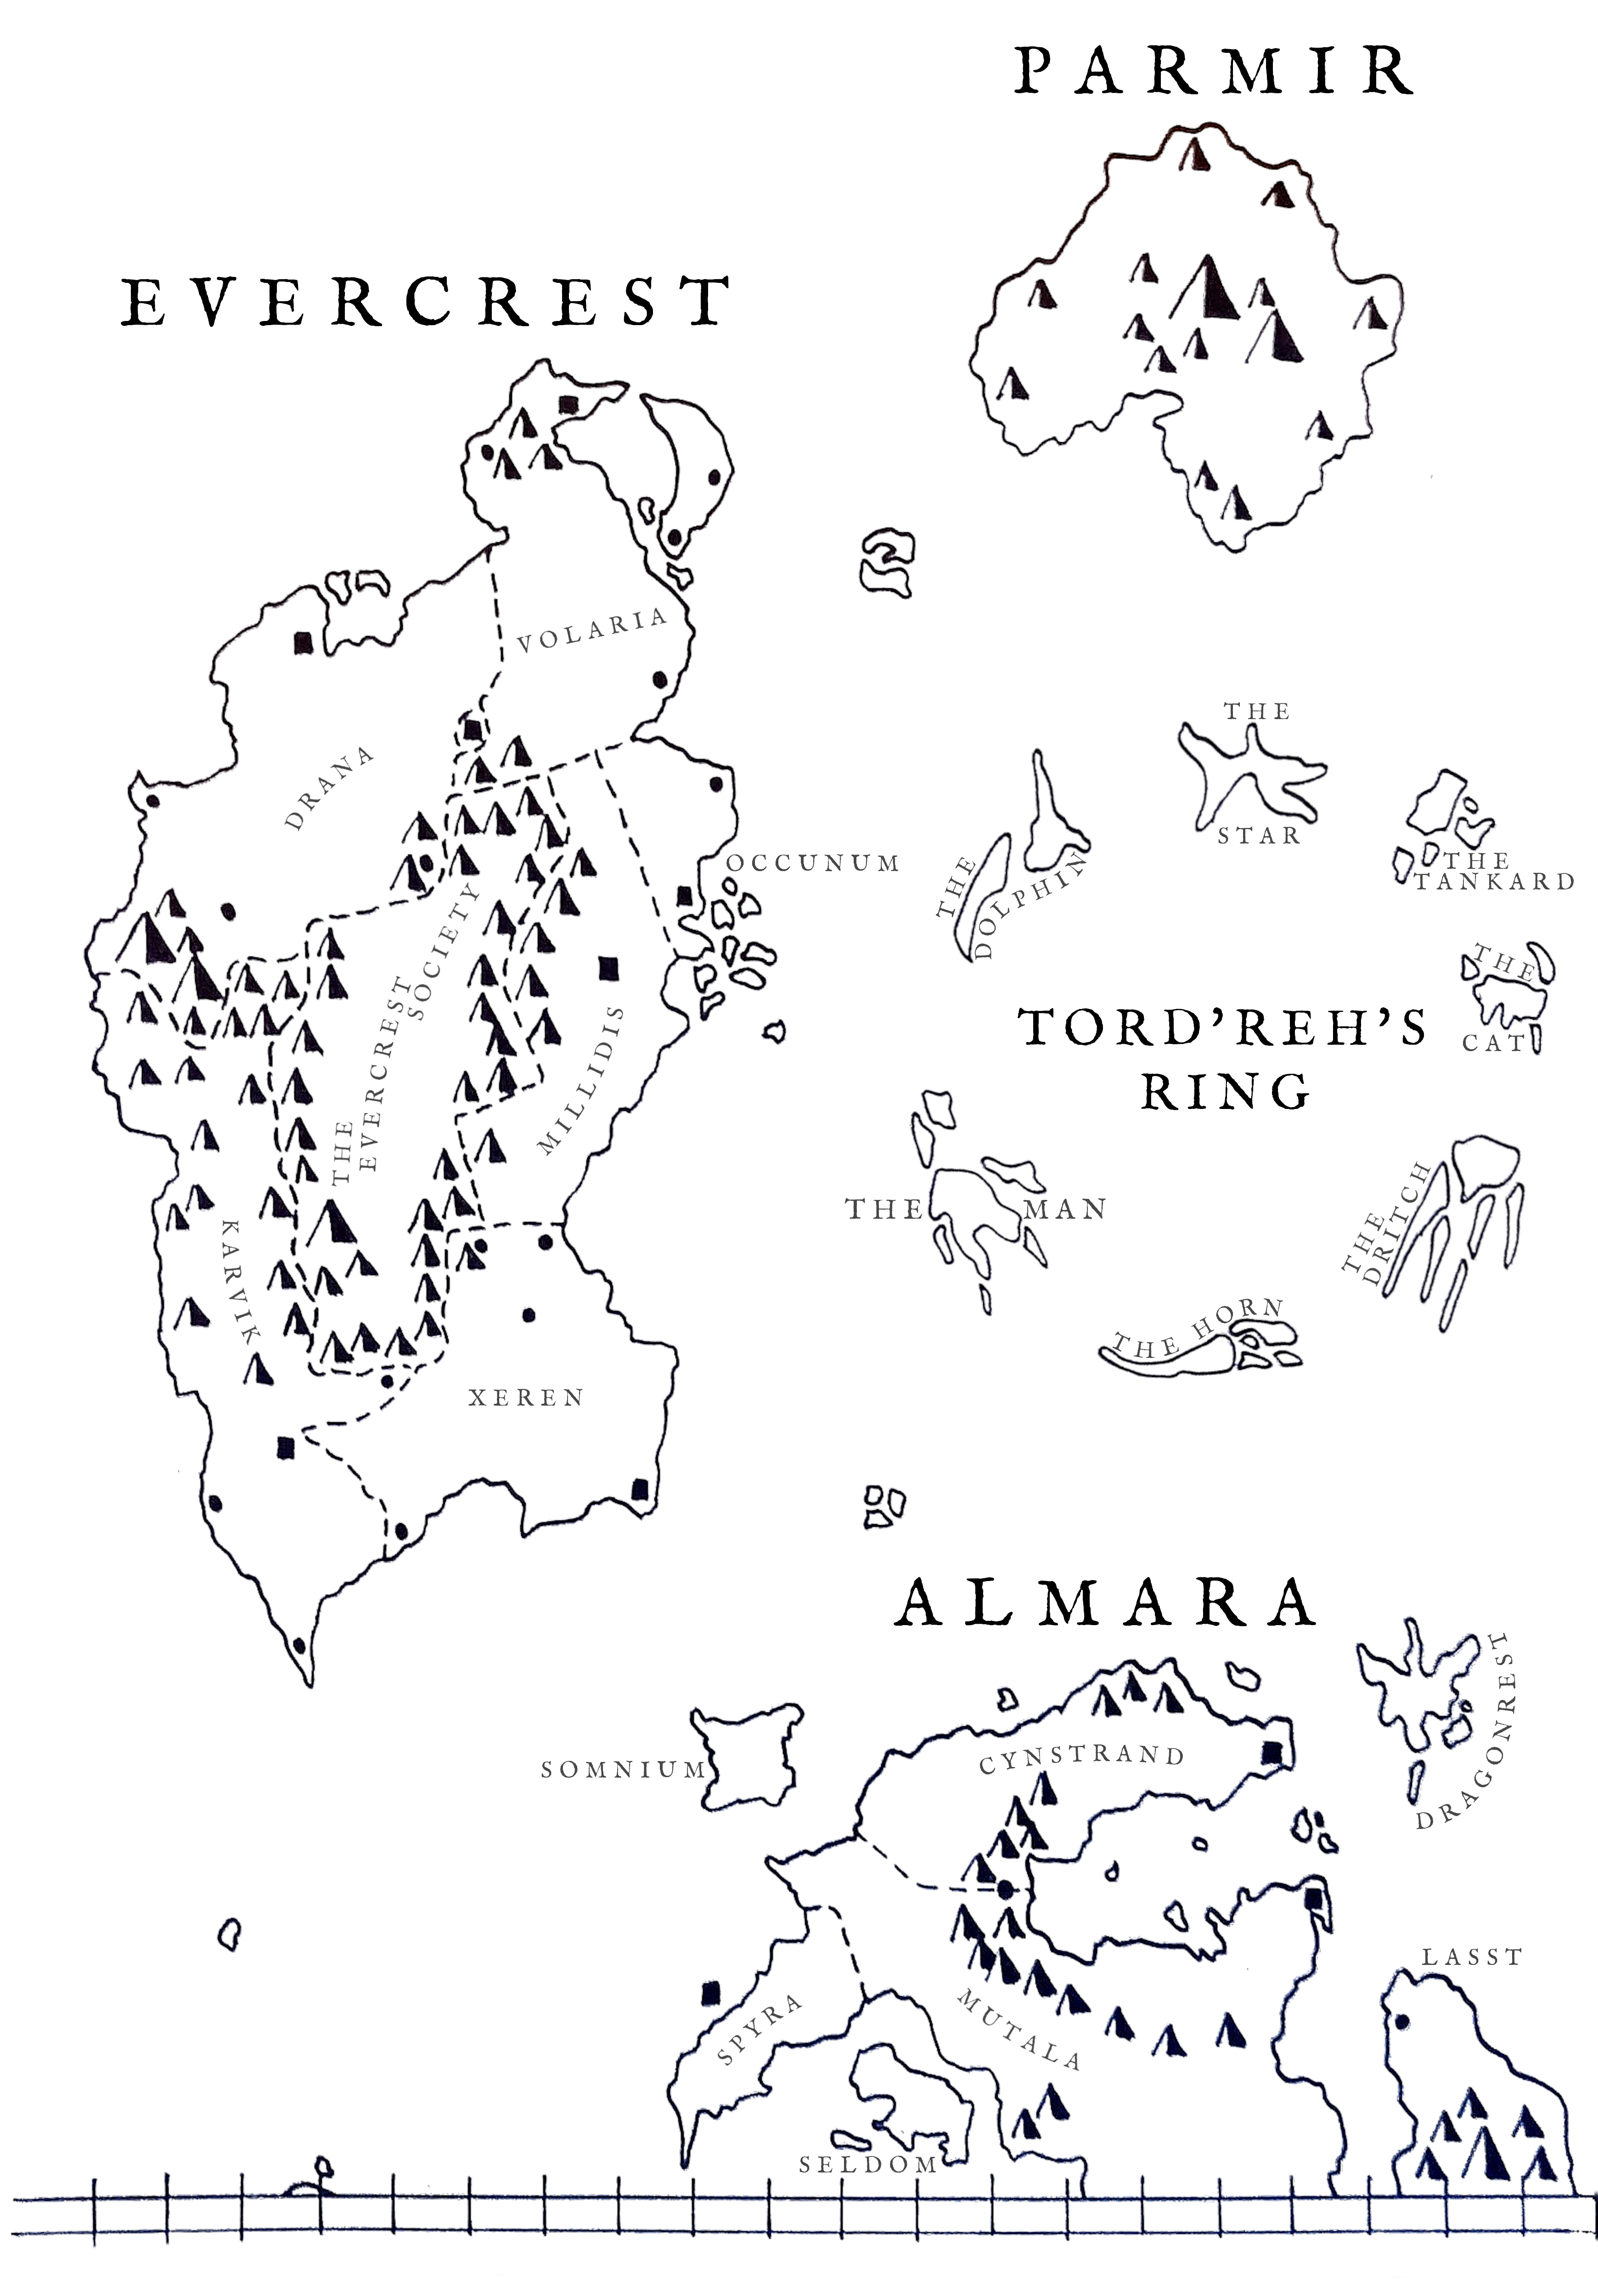 PARMIR
EVERCREST
VOLARIA
THE
STAR
DRANA
OCCUNUM
THE
DOLPHIN
THE
TANKARD
THE
CAT
THE
EVERCREST
SOCIETY
MILLIDIS
TORD'REH'S
RING
THE MAN
THE
DRITCH
KARVIK
THE HORN
XEREN
ALMARA
SOMNIUM
CYNSTRAND
DRAGONREST
LASST
SPYRA
MUTALA
SELDOM